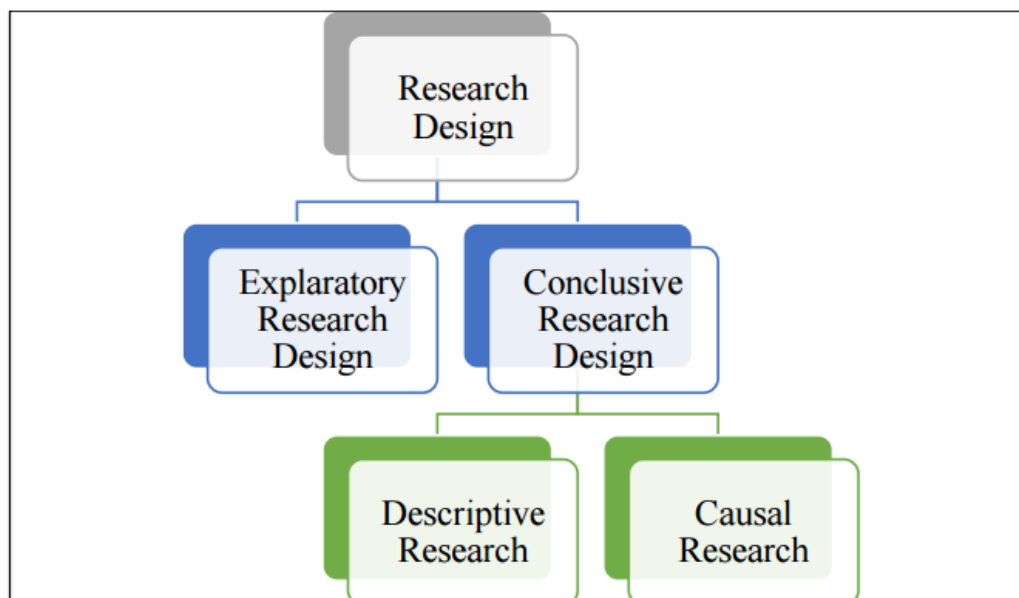 Research
Design
Explaratory
Research
Design
Conclusive
Research
Design
Descriptive
Research
Causal
Research